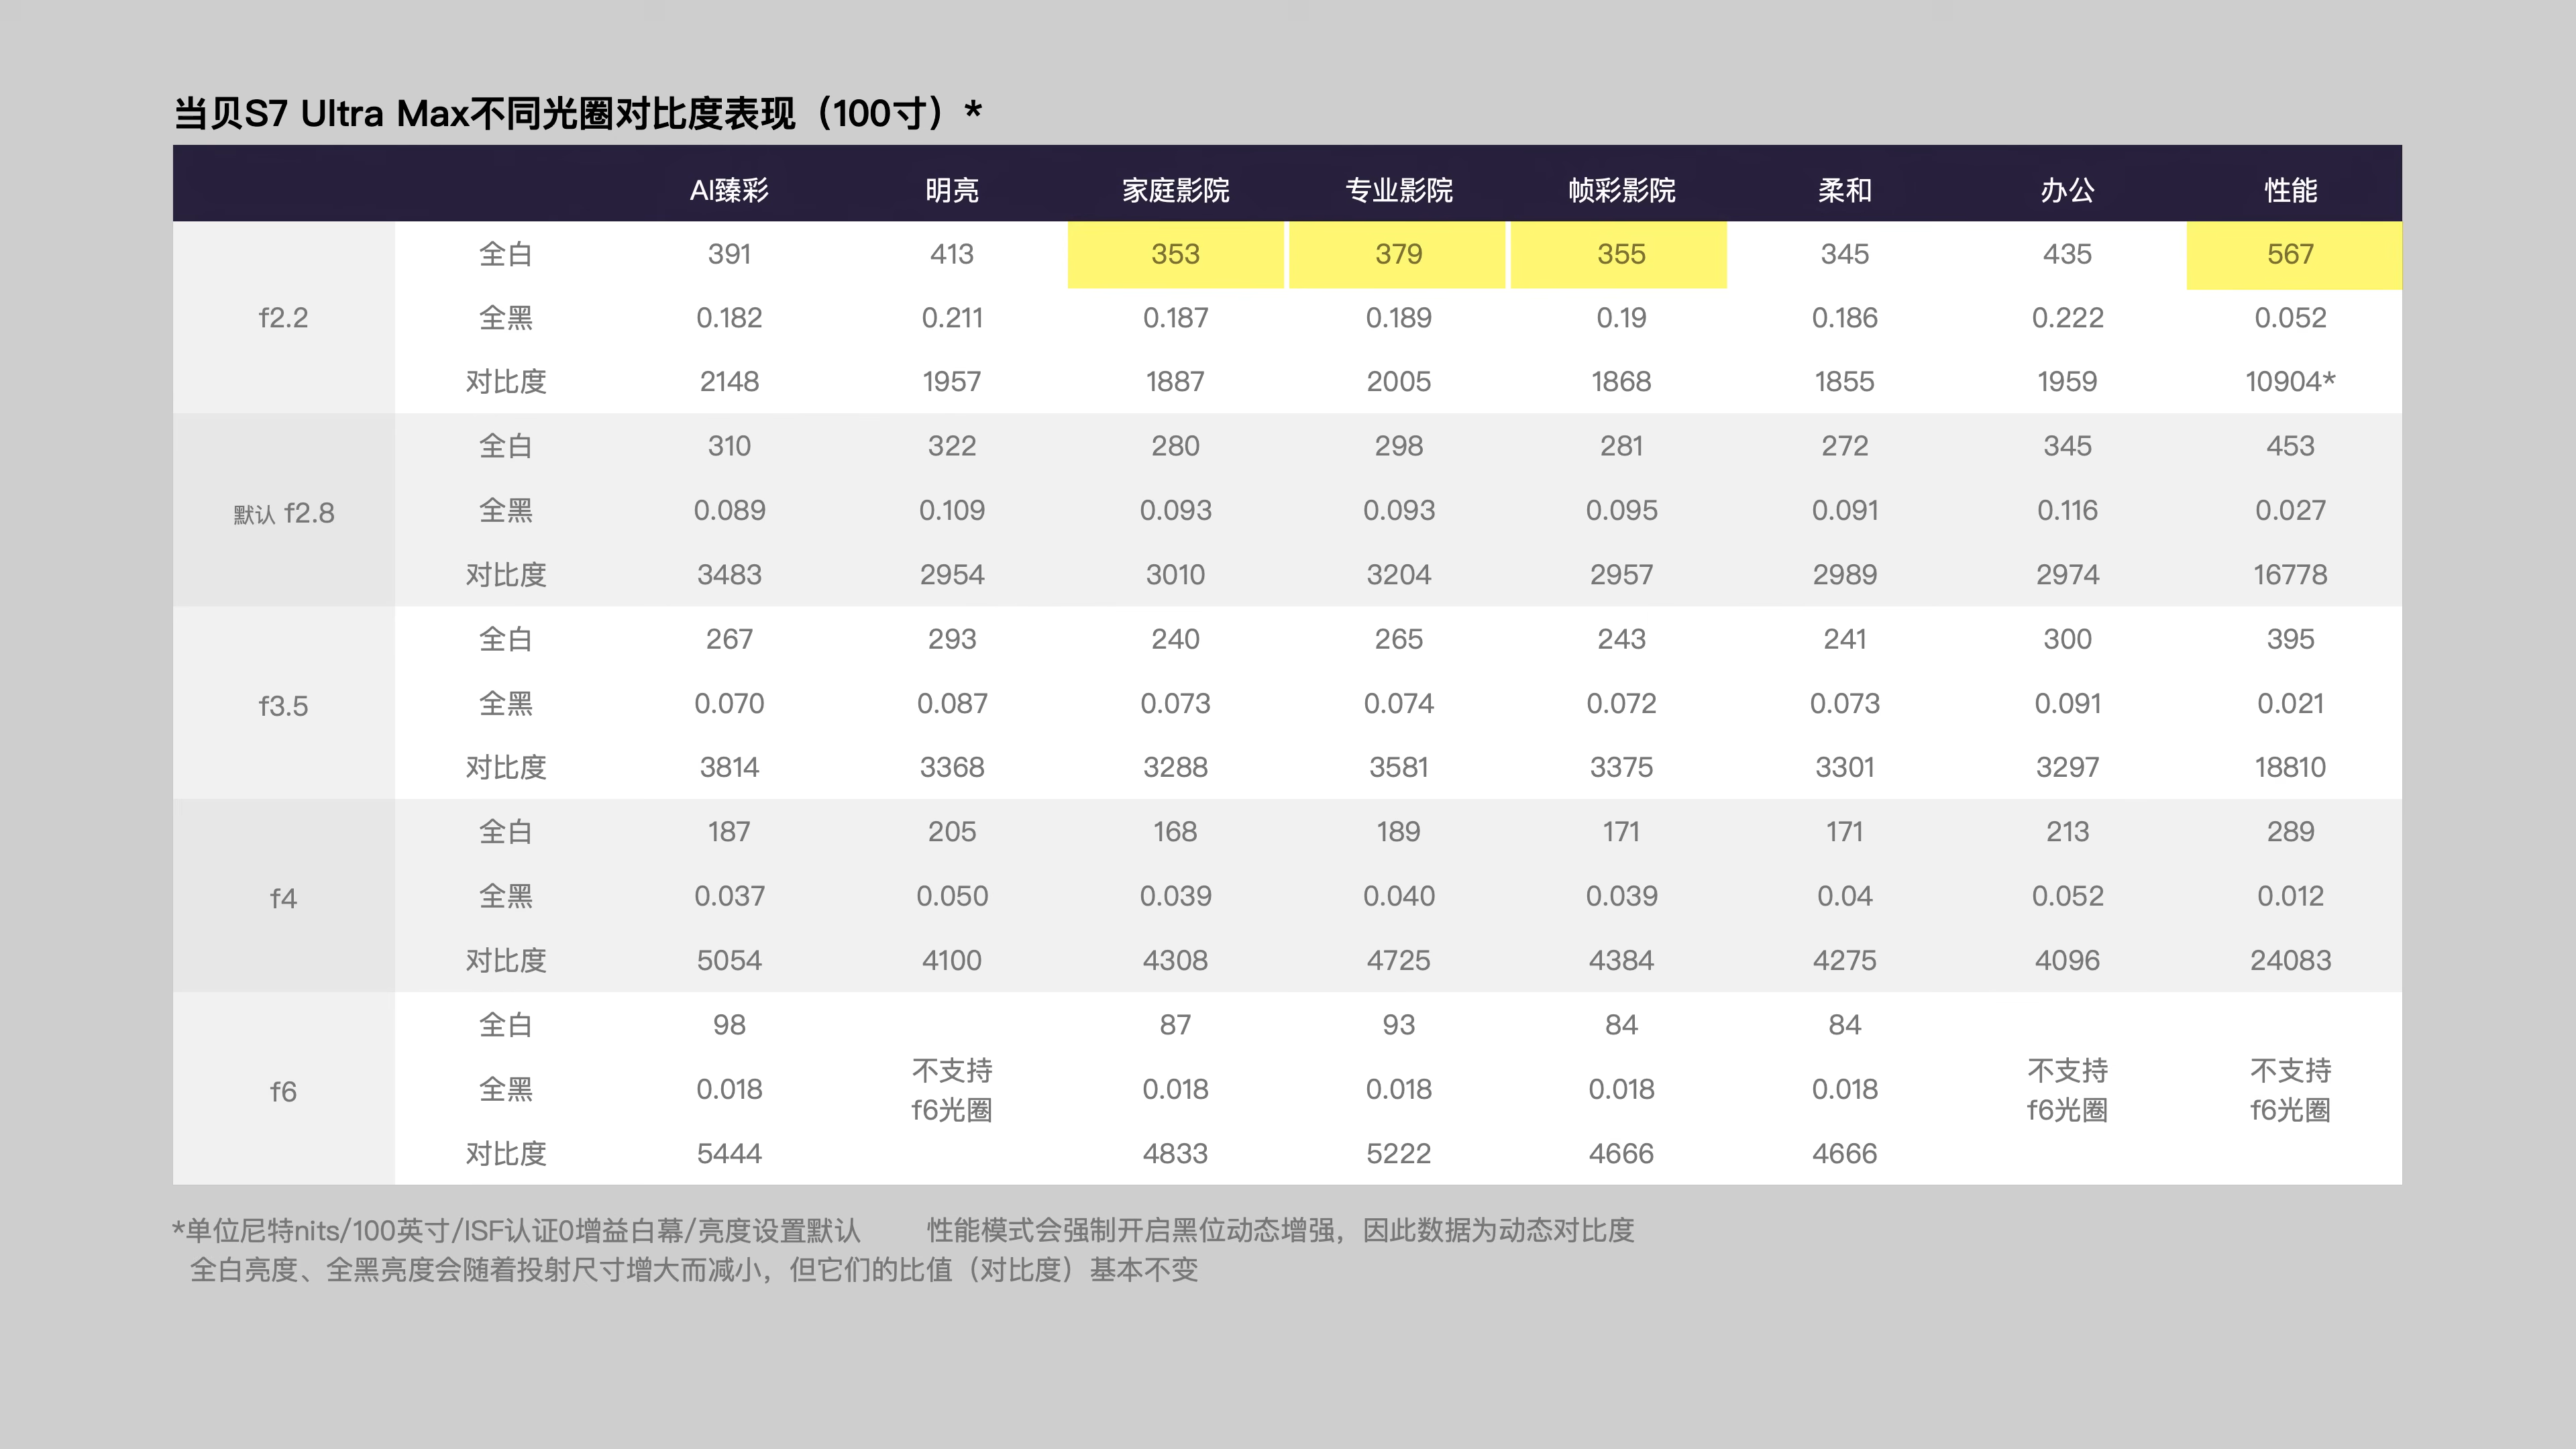 当贝S7 Ultra Max不同光圈对比度表现（100寸）*
AI臻彩 明亮 家庭影院 专业影院 帧彩影院 柔和 办公 性能
f2.2
全白 391 413 353 379 355 345 435 567
全黑 0.182 0.211 0.187 0.189 0.19 0.186 0.222 0.052
对比度 2148 1957 1887 2005 1868 1855 1959 10904*
默认 f2.8
全白 310 322 280 298 281 272 345 453
全黑 0.089 0.109 0.093 0.093 0.095 0.091 0.116 0.027
对比度 3483 2954 3010 3204 2957 2989 2974 16778
f3.5
全白 267 293 240 265 243 241 300 395
全黑 0.070 0.087 0.073 0.074 0.072 0.073 0.091 0.021
对比度 3814 3368 3288 3581 3375 3301 3297 18810
f4
全白 187 205 168 189 171 171 213 289
全黑 0.037 0.050 0.039 0.040 0.039 0.04 0.052 0.012
对比度 5054 4100 4308 4725 4384 4275 4096 24083
f6
全白 98 87 93 84 84
不支持 不支持 不支持
全黑 0.018 0.018 0.018 0.018 0.018
f6光圈 f6光圈 f6光圈
对比度 5444 4833 5222 4666 4666
*单位尼特nits/100英寸/ISF认证0增益白幕/亮度设置默认 性能模式会强制开启黑位动态增强，因此数据为动态对比度
全白亮度、全黑亮度会随着投射尺寸增大而减小，但它们的比值（对比度）基本不变